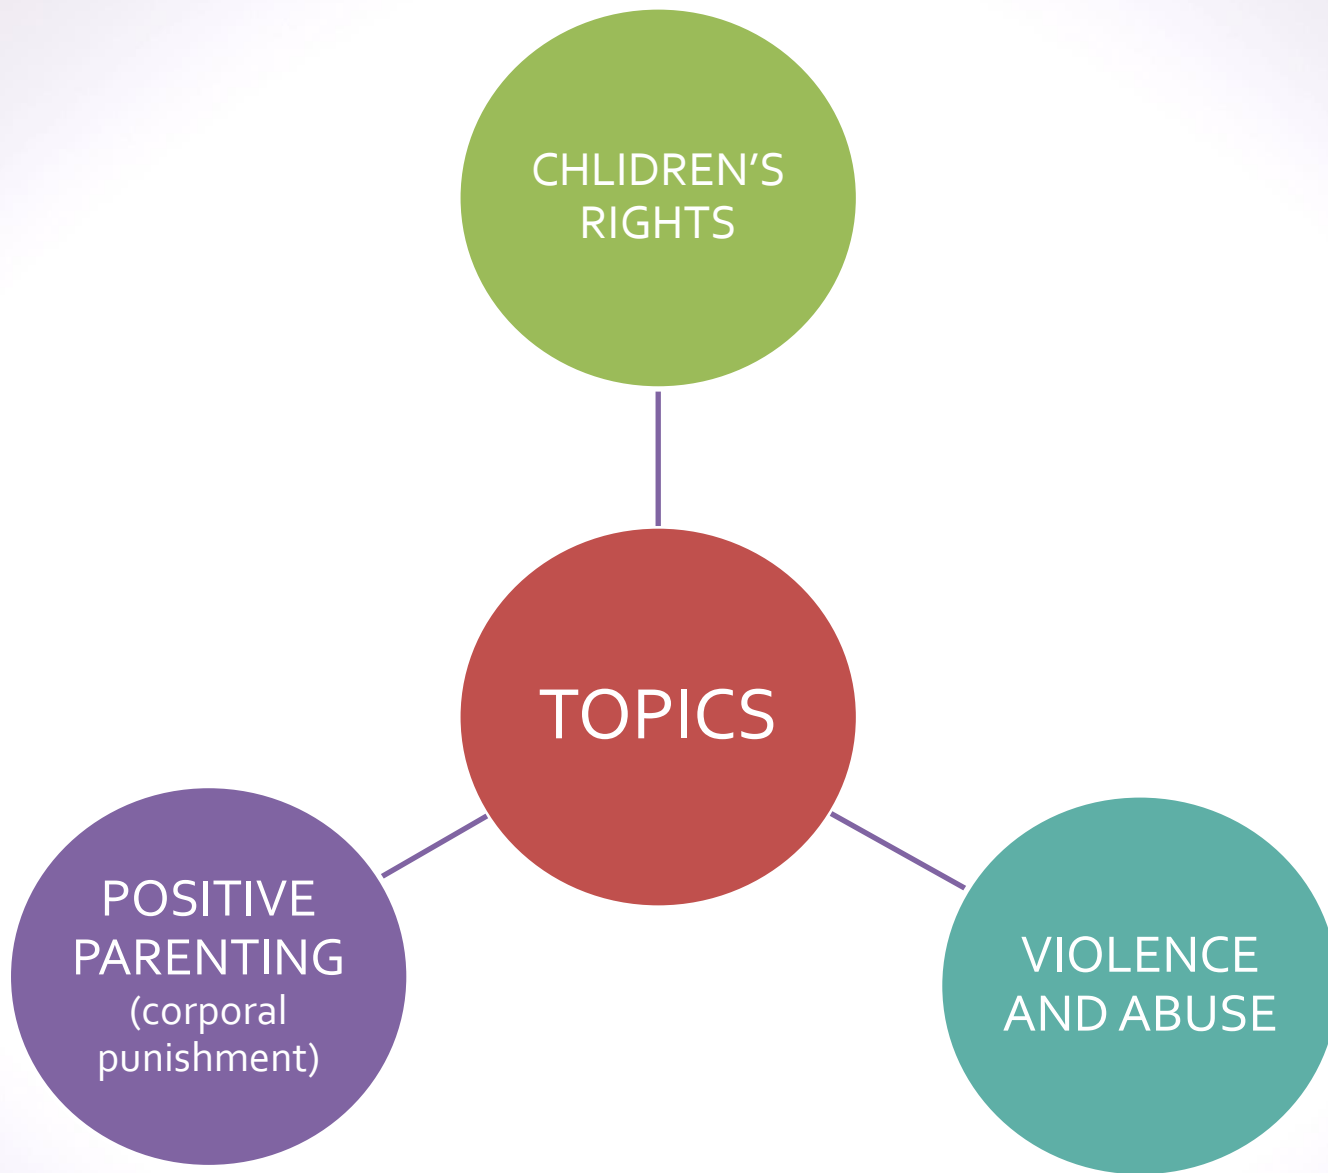 CHLIDREN’S
RIGHTS
TOPICS
POSITIVE
PARENTING
(corporal
punishment)
VIOLENCE
AND ABUSE